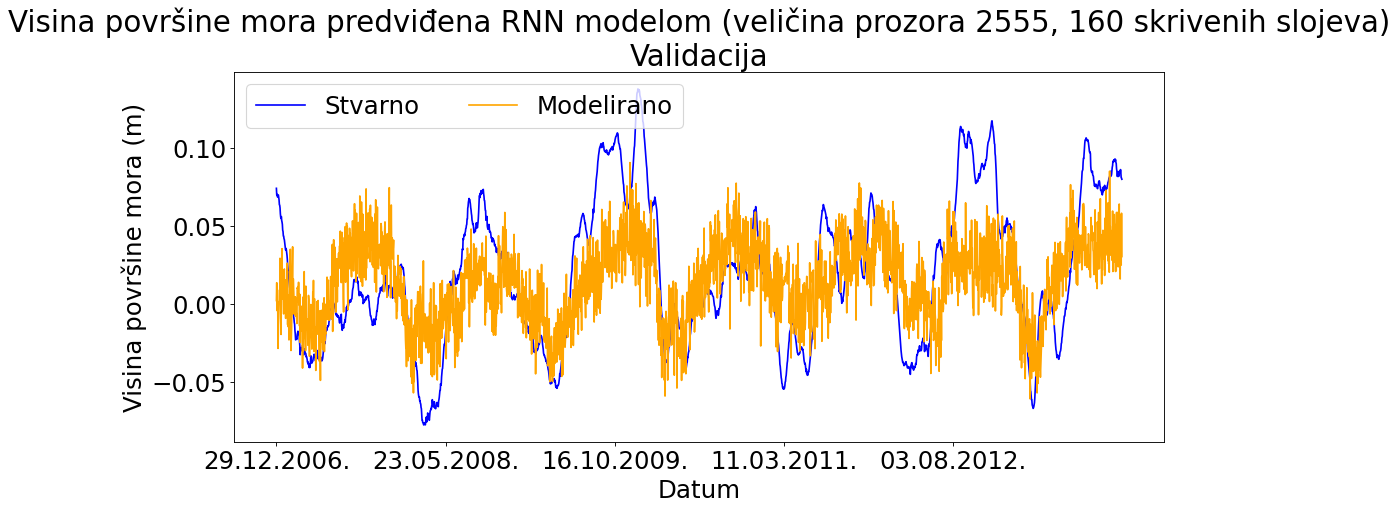 Visina površine mora predviđena RNN modelom (veličina prozora 2555, 160 skrivenih slojeva)
Validacija
Stvarno
Modelirano
Visina površine mora (m)
0.10
0.05
0.00
−0.05
29.12.2006.
23.05.2008.
16.10.2009.
11.03.2011.
03.08.2012.
Datum